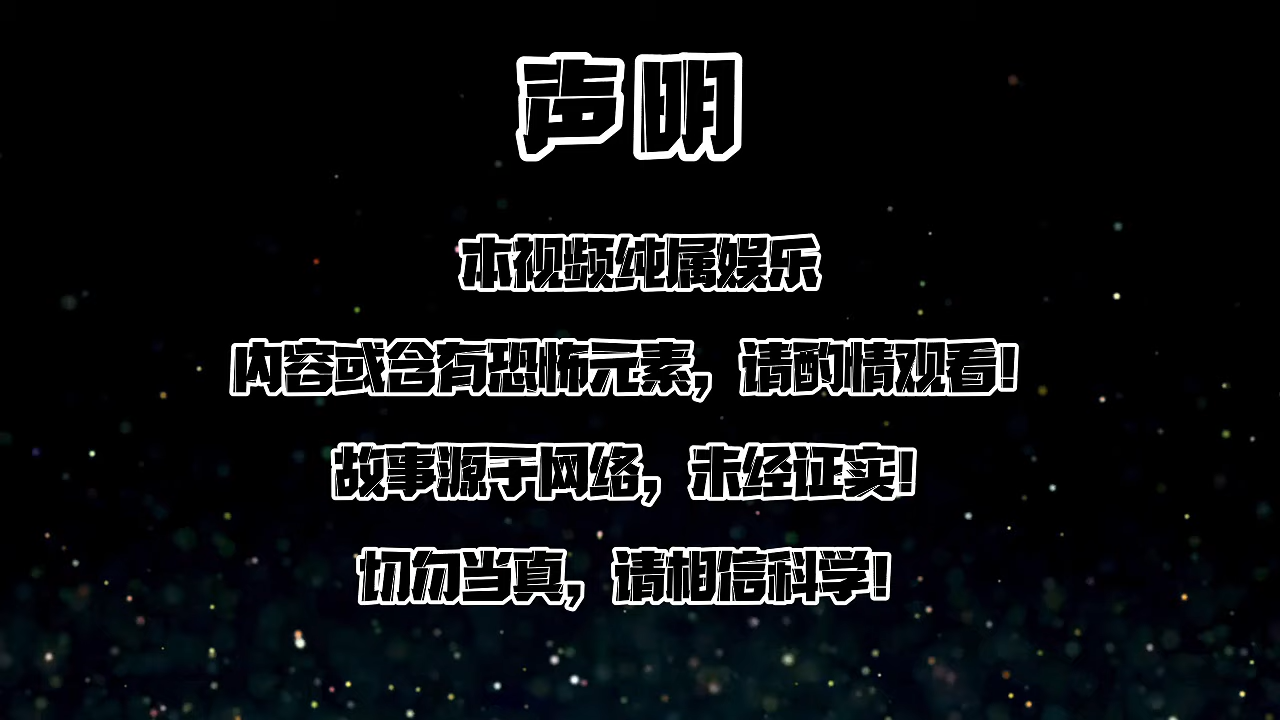 声明
本视频纯属娱乐
内容或含有恐怖元素，请酌情观看！
故事源于网络，未经证实！
切勿当真，请相信科学！